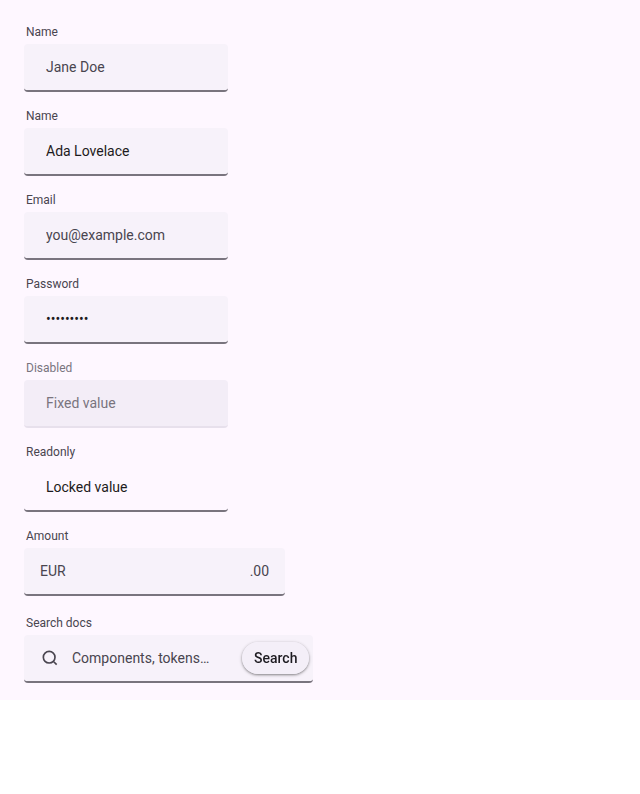 Name
Jane Doe
Name
Ada Lovelace
Email
you@example.com
Password
•••••••••
Disabled
Fixed value
Readonly
Locked value
Amount
EUR .00
Search docs
Components, tokens… Search